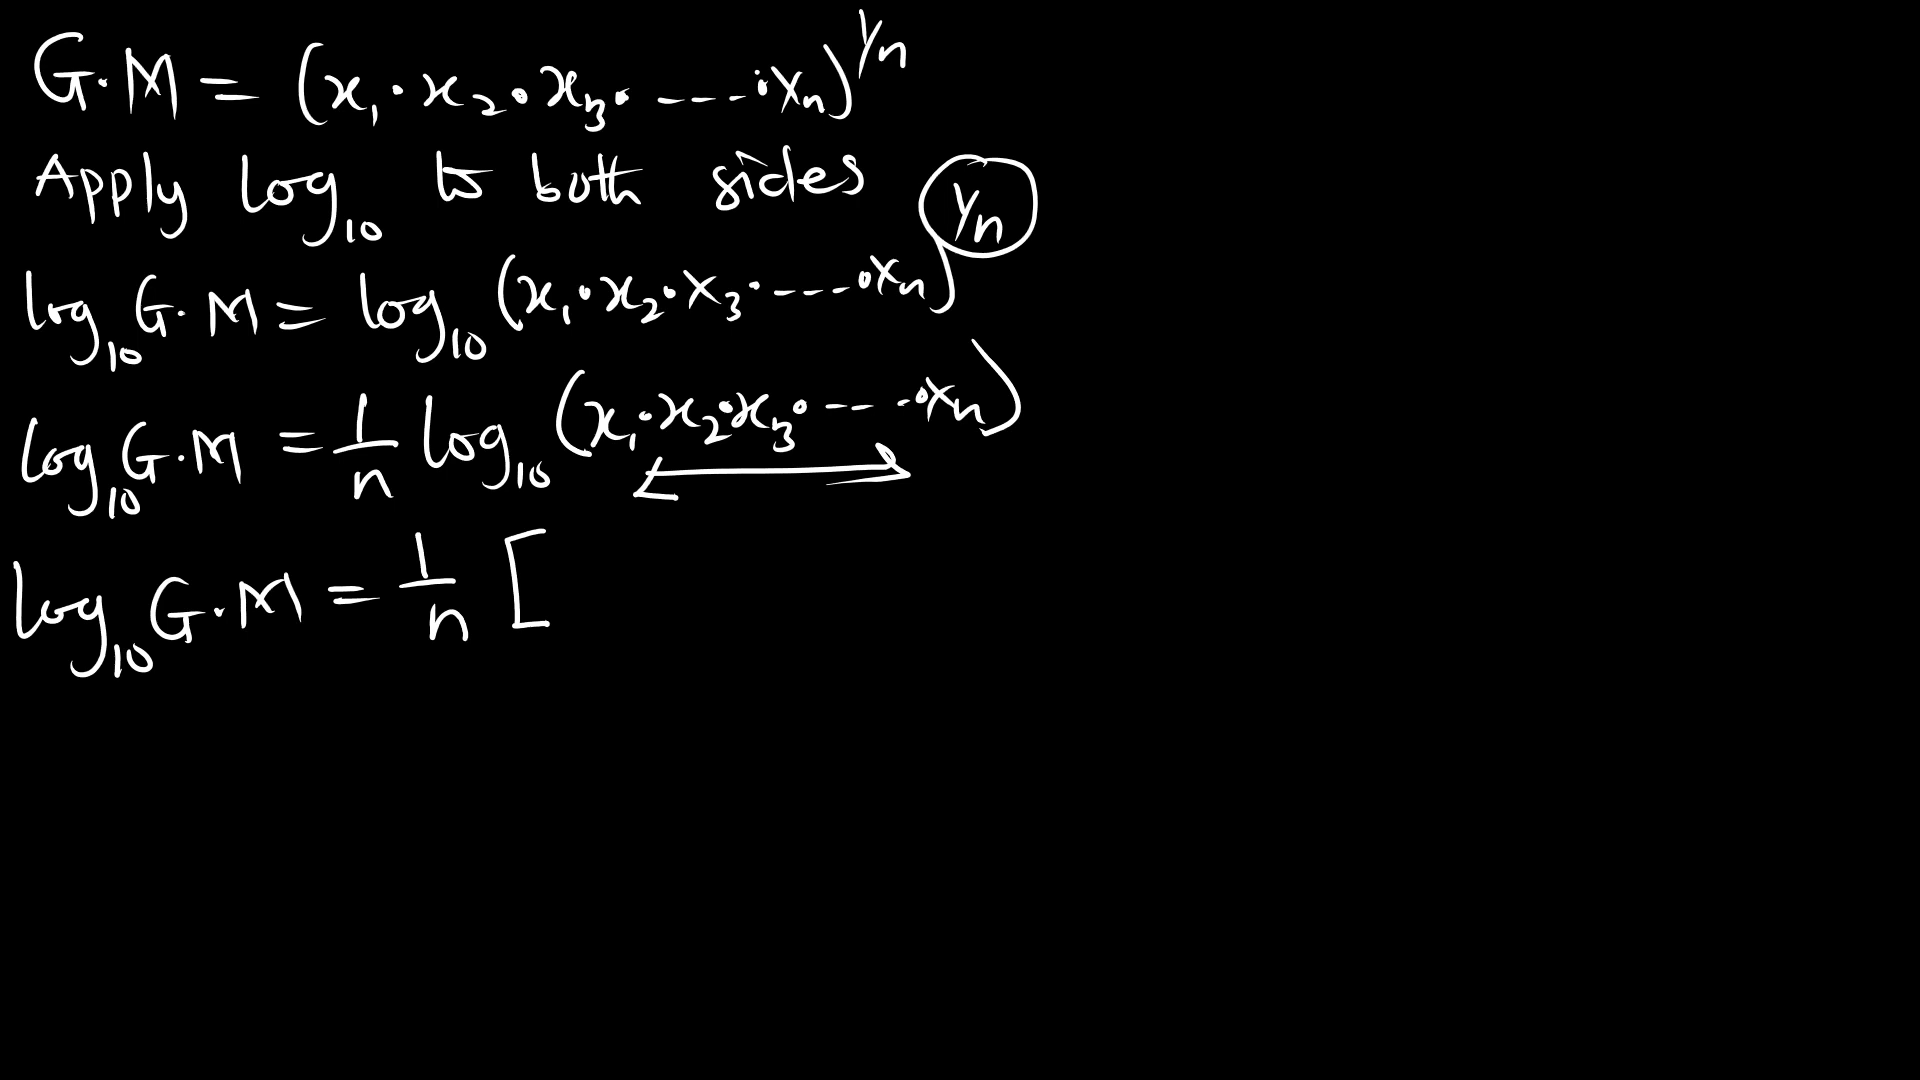 G.M = (x₁·x₂·x₃· ---- ·xₙ)^1/n
Apply log₁₀ to both sides
log₁₀ G.M = log₁₀ (x₁·x₂·x₃· ---- ·xₙ)^1/n
log₁₀ G.M = 1/n log₁₀ (x₁·x₂·x₃· --- ·xₙ)
log₁₀ G.M = 1/n [